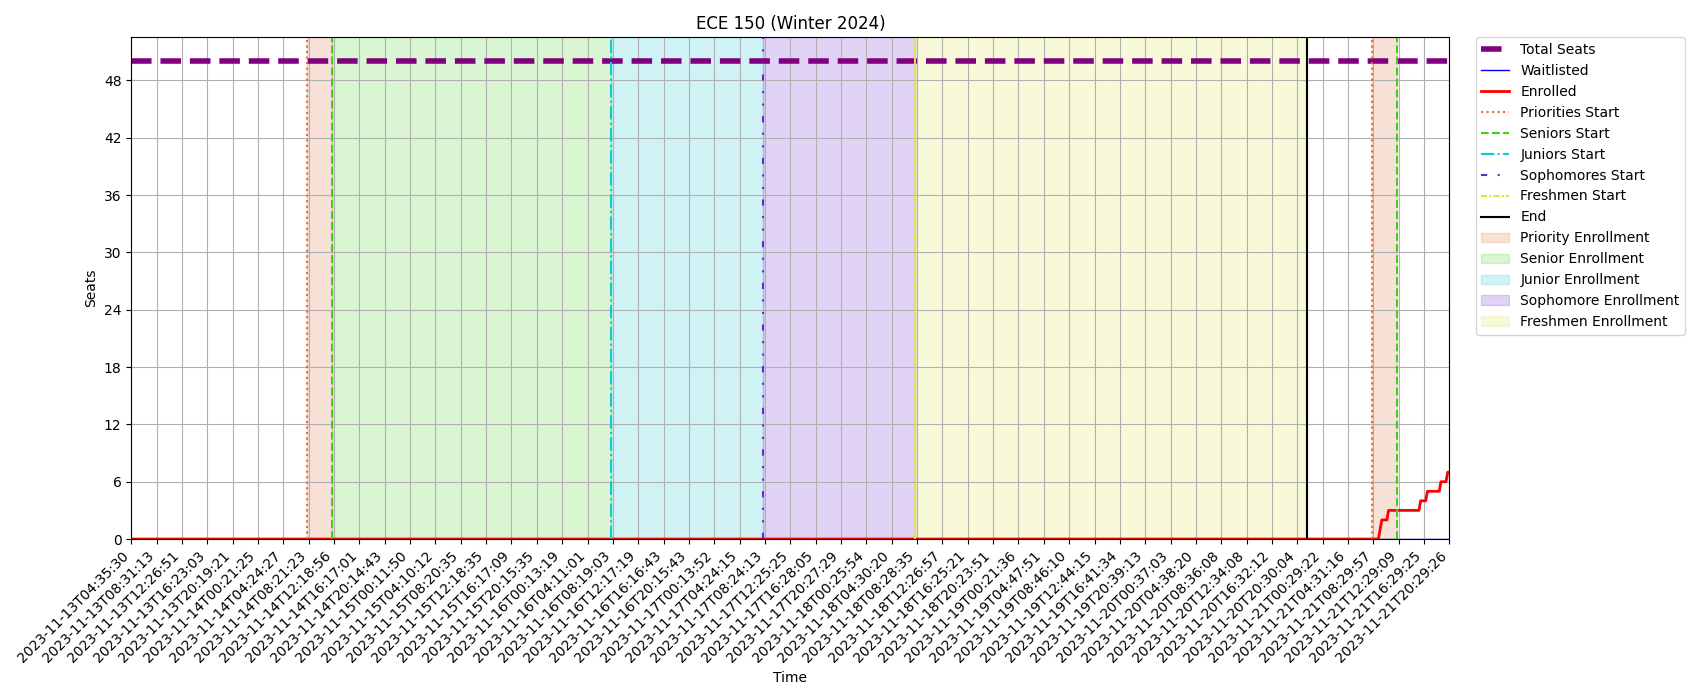 ECE 150 (Winter 2024)
Total Seats
Waitlisted
Enrolled
Priorities Start
Seniors Start
Juniors Start
Sophomores Start
Freshmen Start
End
Priority Enrollment
Senior Enrollment
Junior Enrollment
Sophomore Enrollment
Freshmen Enrollment
Seats
48
42
36
30
24
18
12
6
0
2023-11-13T04:35:30
2023-11-13T08:31:13
2023-11-13T12:26:51
2023-11-13T16:23:03
2023-11-13T20:19:21
2023-11-14T00:21:25
2023-11-14T04:24:27
2023-11-14T08:21:23
2023-11-14T12:18:56
2023-11-14T16:17:01
2023-11-14T20:14:43
2023-11-15T00:11:50
2023-11-15T04:10:12
2023-11-15T08:20:35
2023-11-15T12:18:35
2023-11-15T16:17:09
2023-11-15T20:15:35
2023-11-16T00:13:19
2023-11-16T04:11:01
2023-11-16T08:19:03
2023-11-16T12:17:19
2023-11-16T16:16:43
2023-11-16T20:15:43
2023-11-17T00:13:52
2023-11-17T04:24:15
2023-11-17T08:24:13
2023-11-17T12:25:25
2023-11-17T16:28:05
2023-11-17T20:27:29
2023-11-18T00:25:54
2023-11-18T04:30:20
2023-11-18T08:28:35
2023-11-18T12:26:57
2023-11-18T16:25:21
2023-11-18T20:23:51
2023-11-19T00:21:36
2023-11-19T04:47:51
2023-11-19T08:46:10
2023-11-19T12:44:15
2023-11-19T16:41:34
2023-11-19T20:39:13
2023-11-20T00:37:03
2023-11-20T04:38:20
2023-11-20T08:36:08
2023-11-20T12:34:08
2023-11-20T16:32:12
2023-11-20T20:30:04
2023-11-21T00:29:22
2023-11-21T04:31:16
2023-11-21T08:29:57
2023-11-21T12:29:09
2023-11-21T16:29:25
2023-11-21T20:29:26
Time